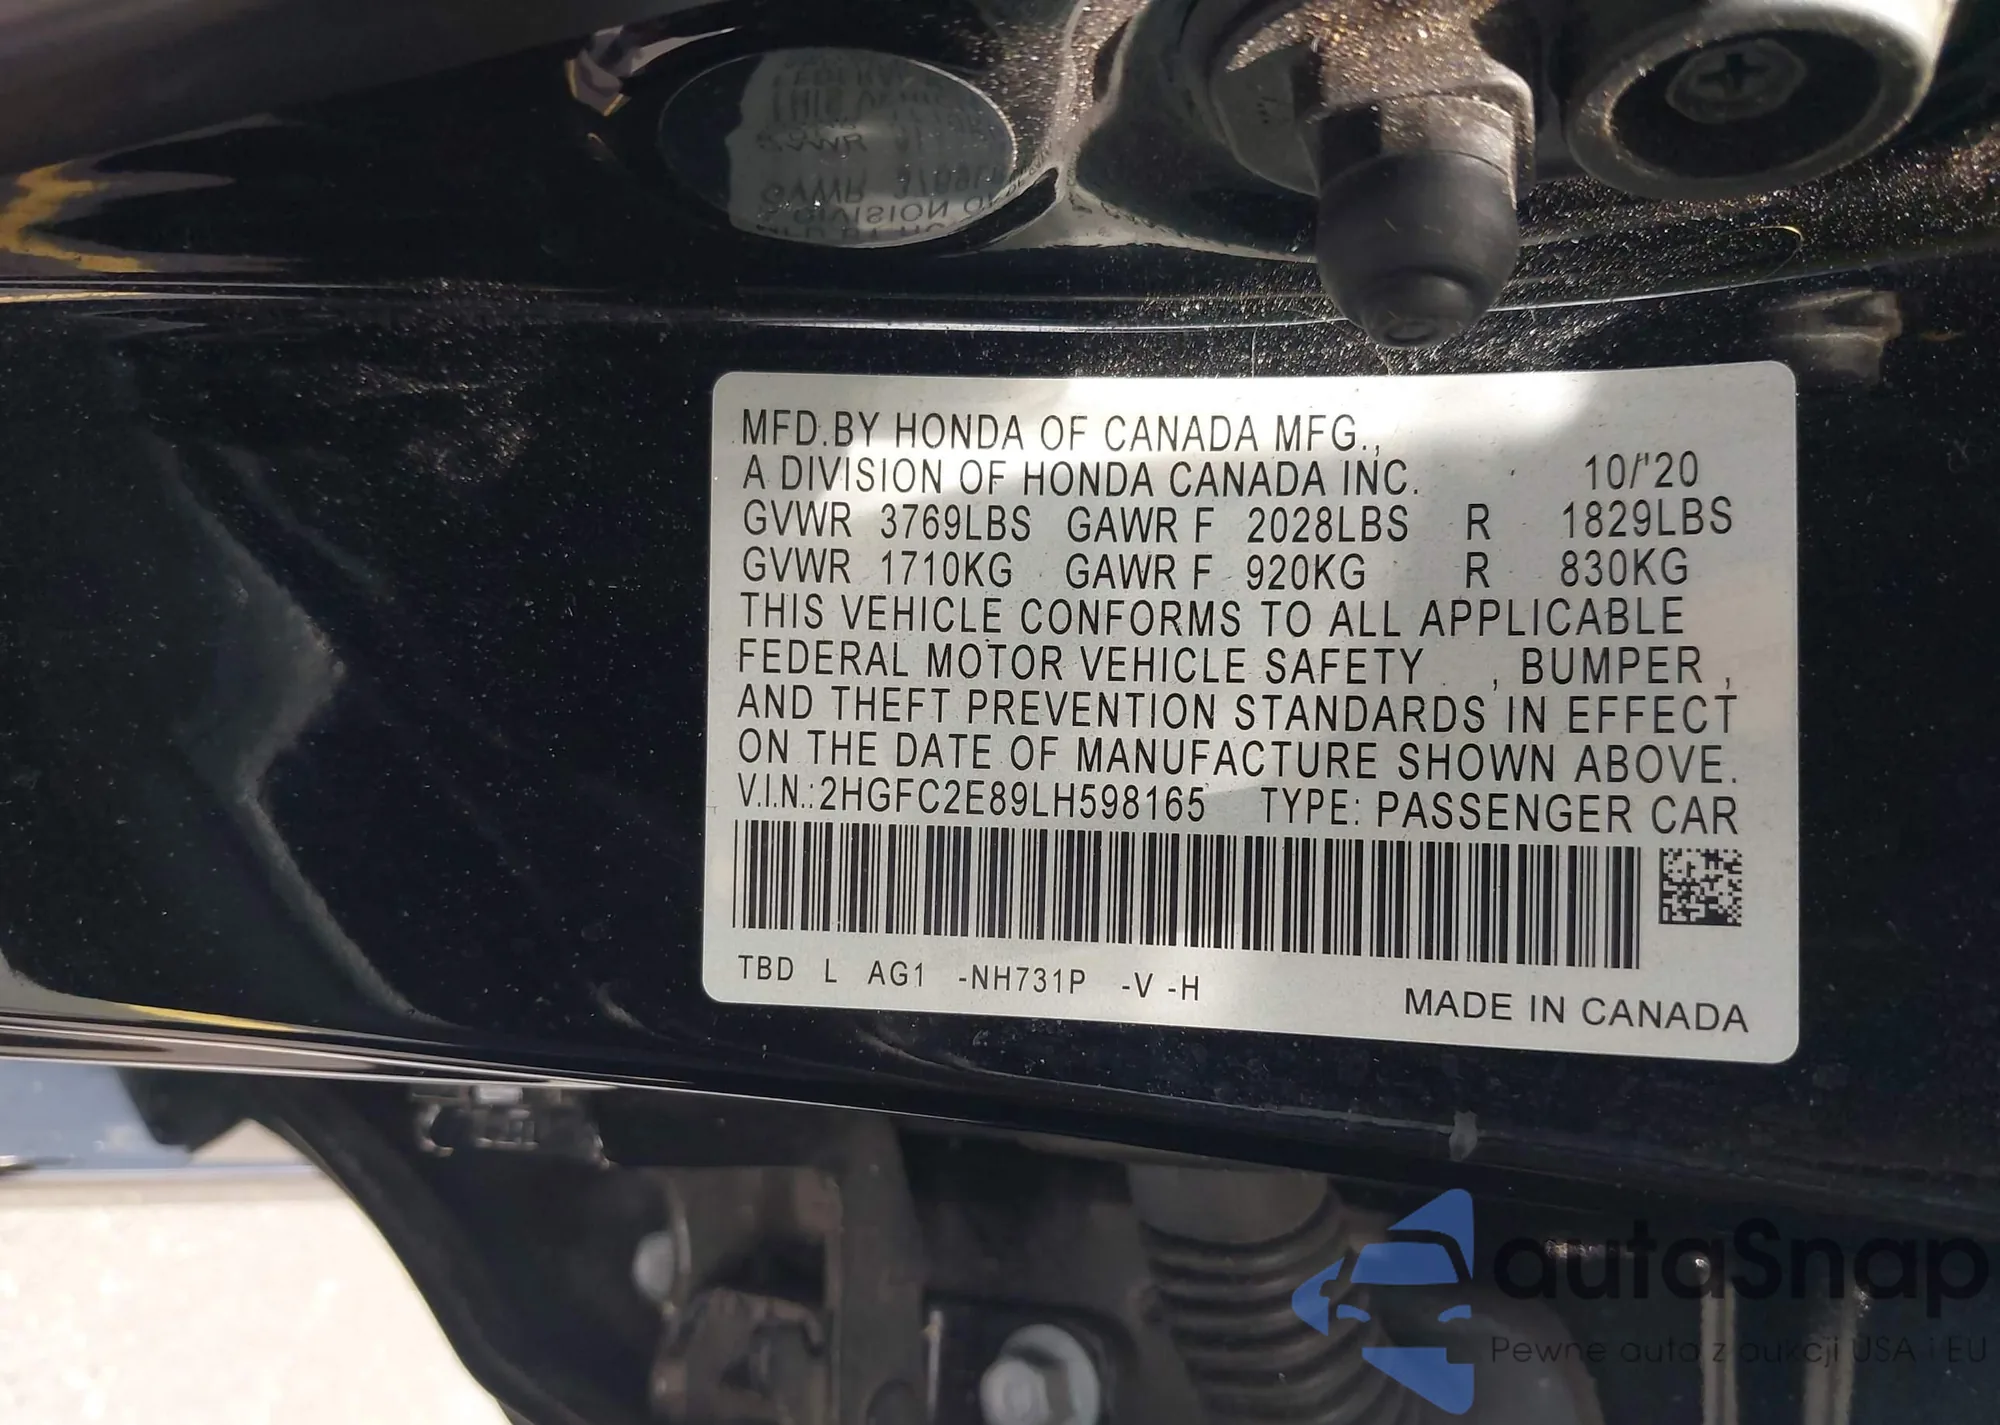 MFD.BY HONDA OF CANADA MFG.,
A DIVISION OF HONDA CANADA INC. 10/'20
GVWR 3769LBS GAWR F 2028LBS R 1829LBS
GVWR 1710KG GAWR F 920KG R 830KG
THIS VEHICLE CONFORMS TO ALL APPLICABLE
FEDERAL MOTOR VEHICLE SAFETY , BUMPER ,
AND THEFT PREVENTION STANDARDS IN EFFECT
ON THE DATE OF MANUFACTURE SHOWN ABOVE.
V.I.N.:2HGFC2E89LH598165 TYPE: PASSENGER CAR
TBD L AG1 -NH731P -V -H
MADE IN CANADA
autaSnap
Pewne auto z aukcji USA i EU